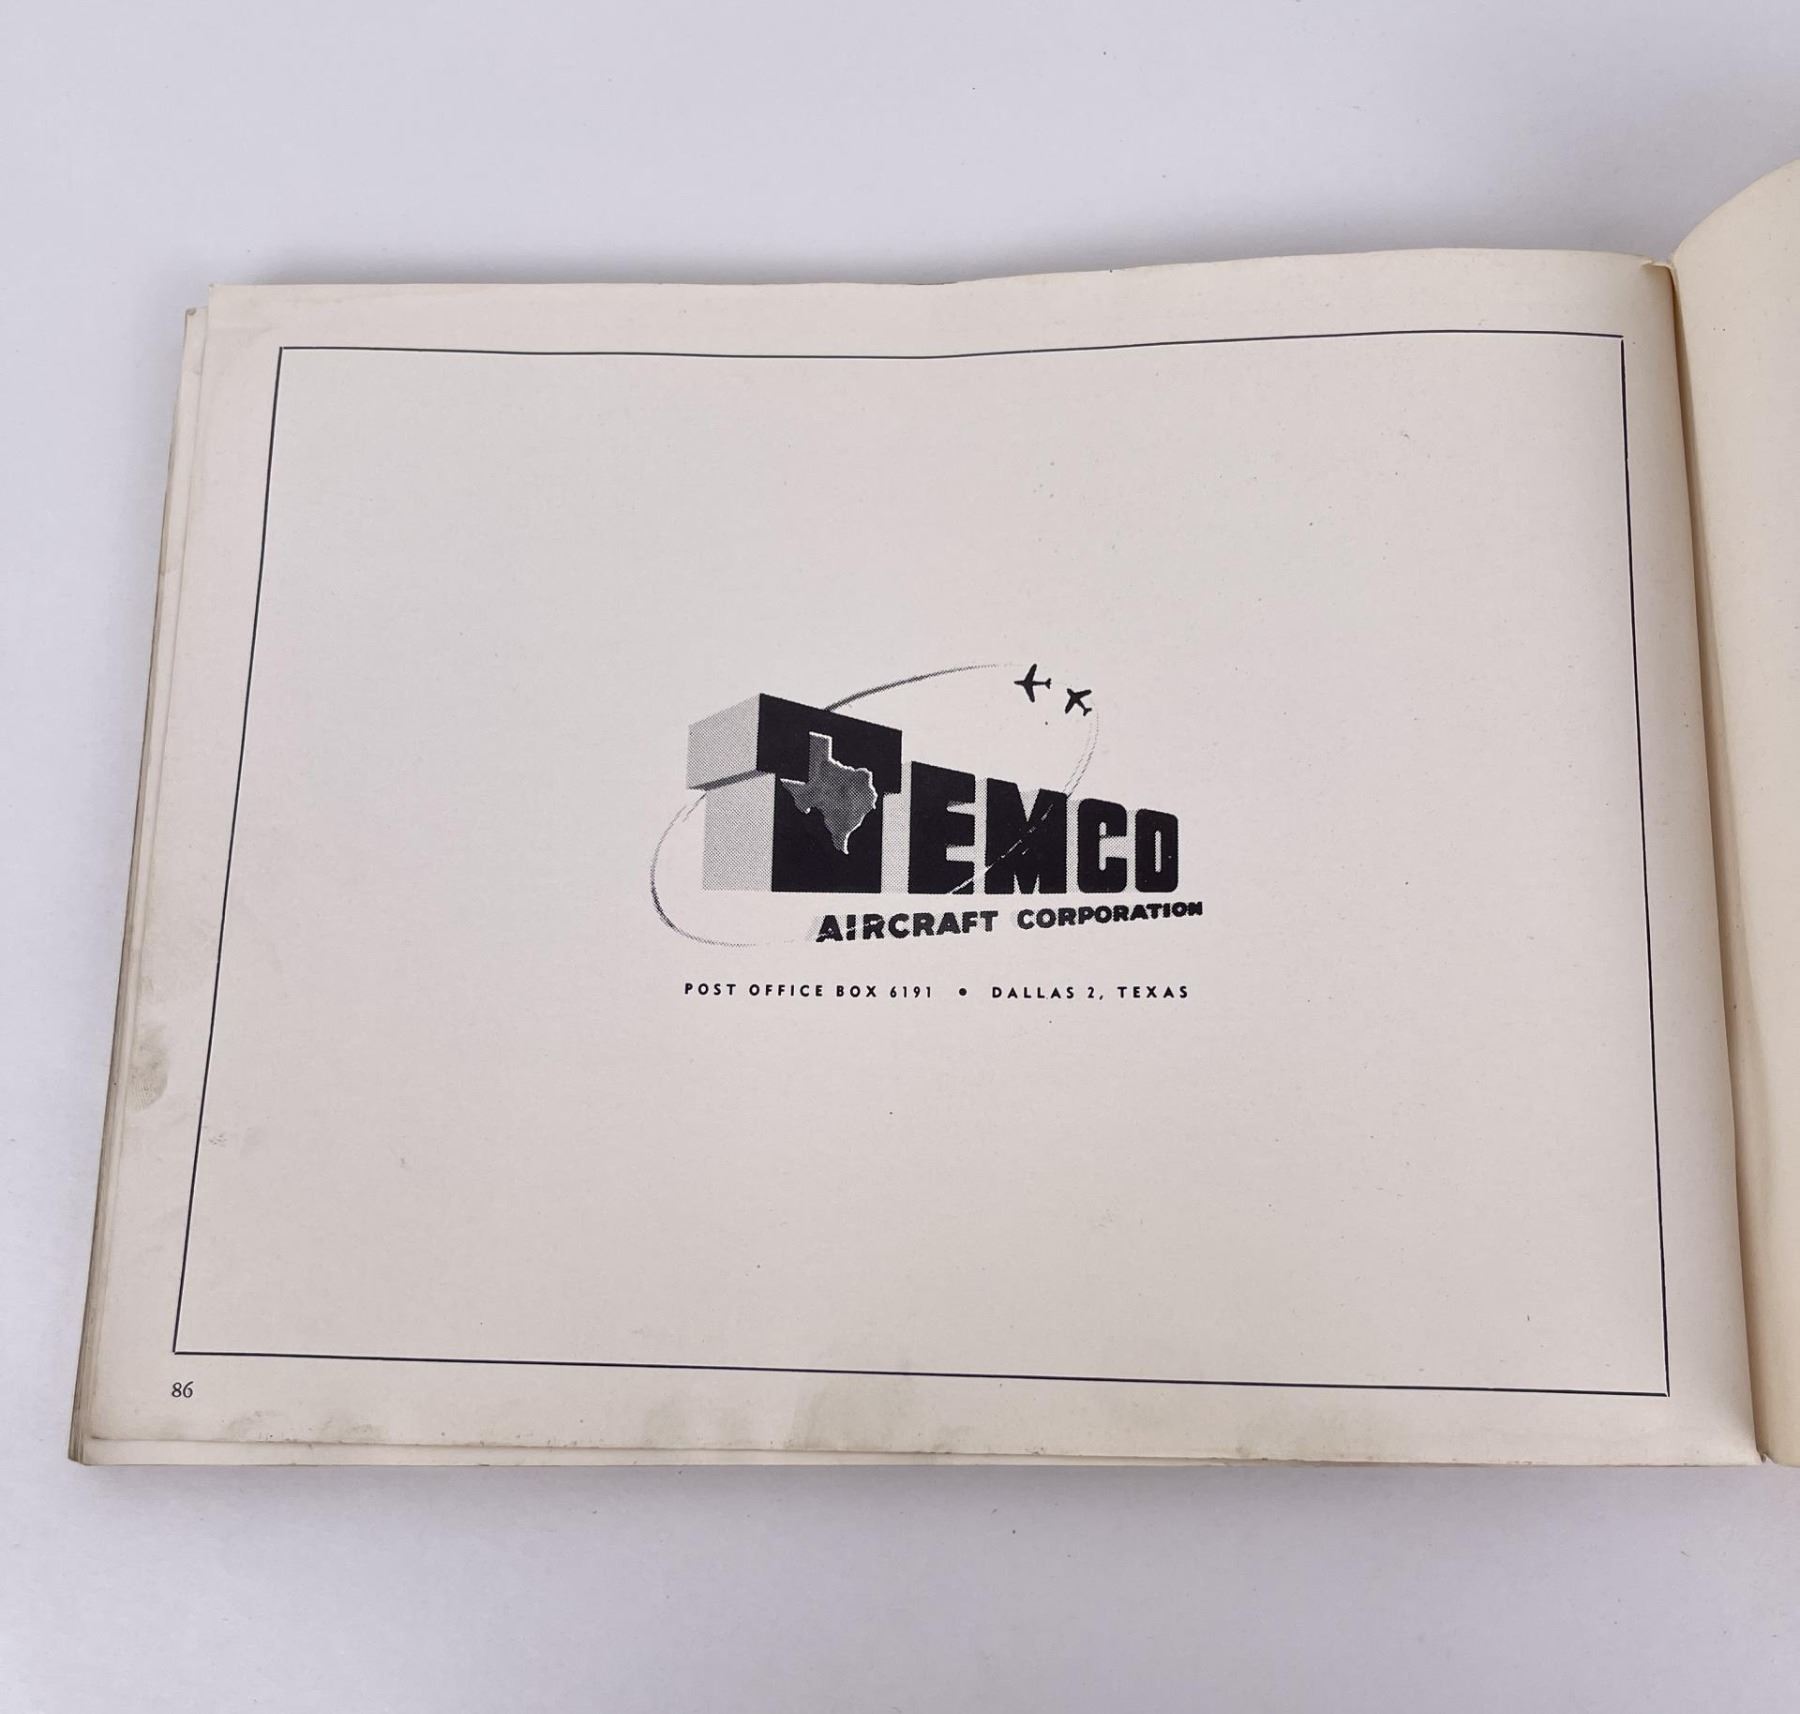 TEMCO
AIRCRAFT CORPORATION
POST OFFICE BOX 6191 • DALLAS 2, TEXAS
86